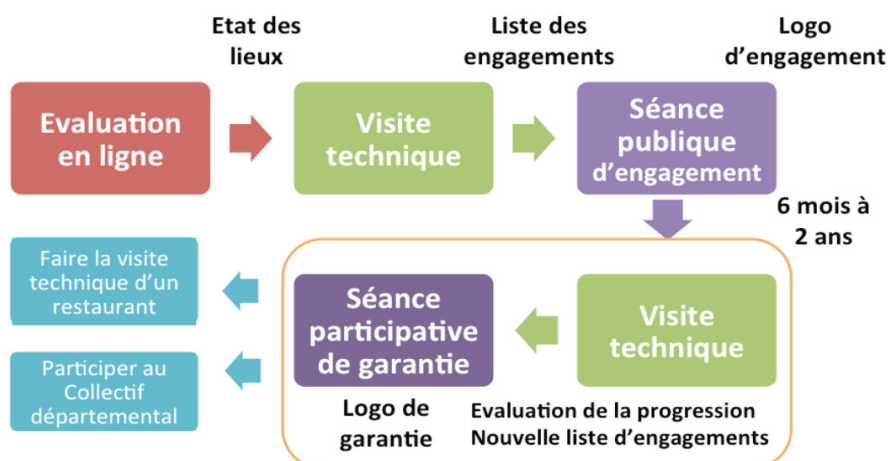 Etat des
lieux
Liste des
engagements
Logo
d’engagement
Evaluation
en ligne
Visite
technique
Séance
publique
d’engagement
6 mois à
2 ans
Faire la visite
technique d’un
restaurant
Séance
participative
de garantie
Visite
technique
Participer au
Collectif
départemental
Logo de
garantie
Evaluation de la progression
Nouvelle liste d’engagements